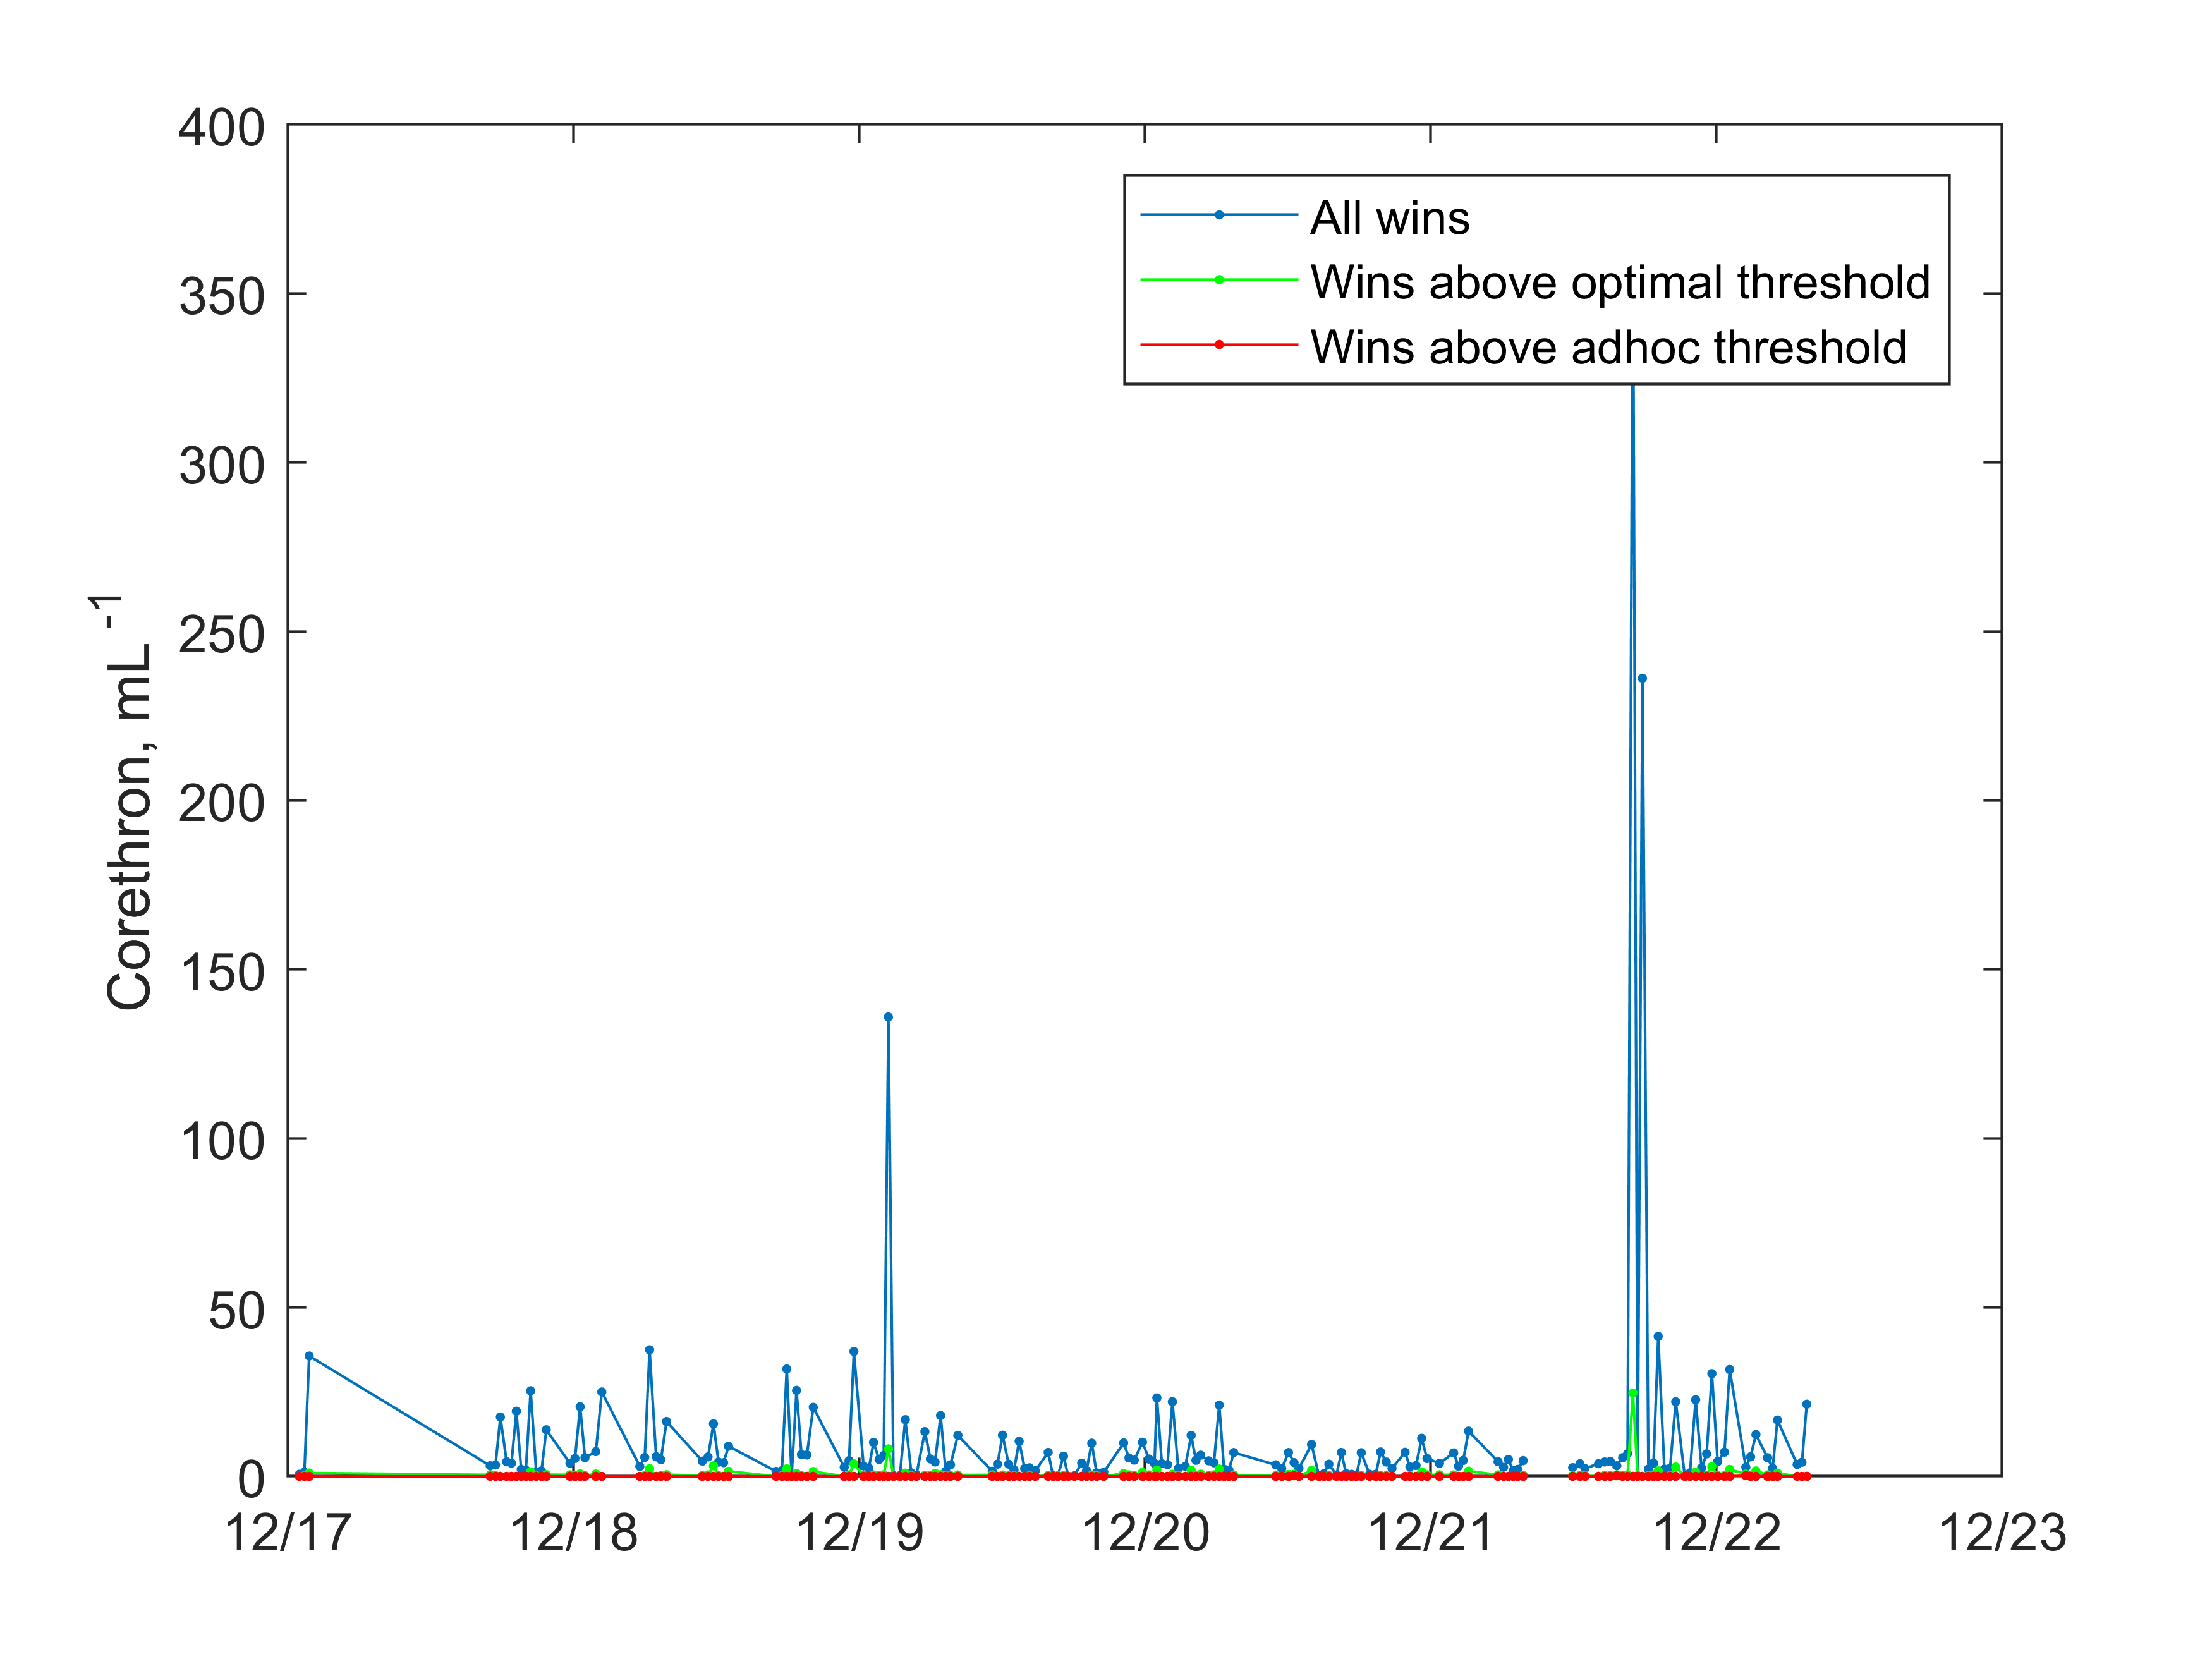 400
350
300
250
200
150
100
50
0
Corethron, mL⁻¹
All wins
Wins above optimal threshold
Wins above adhoc threshold
12/17 12/18 12/19 12/20 12/21 12/22 12/23